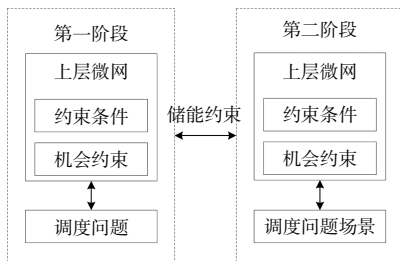 第一阶段
上层微网
约束条件
机会约束
调度问题
储能约束
第二阶段
上层微网
约束条件
机会约束
调度问题场景